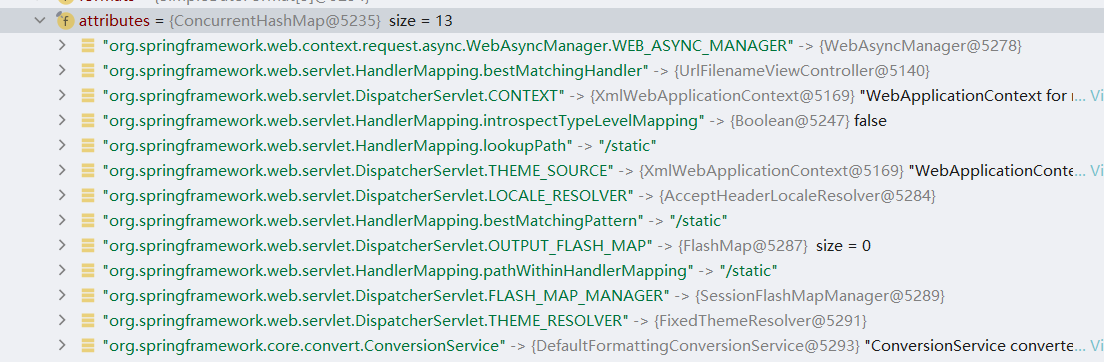 attributes = {ConcurrentHashMap@5235} size = 13
"org.springframework.web.context.request.async.WebAsyncManager.WEB_ASYNC_MANAGER" -> {WebAsyncManager@5278}
"org.springframework.web.servlet.HandlerMapping.bestMatchingHandler" -> {UrlFilenameViewController@5140}
"org.springframework.web.servlet.DispatcherServlet.CONTEXT" -> {XmlWebApplicationContext@5169} "WebApplicationContext for r... Vi
"org.springframework.web.servlet.HandlerMapping.introspectTypeLevelMapping" -> {Boolean@5247} false
"org.springframework.web.servlet.HandlerMapping.lookupPath" -> "/static"
"org.springframework.web.servlet.DispatcherServlet.THEME_SOURCE" -> {XmlWebApplicationContext@5169} "WebApplicationConte... Vi
"org.springframework.web.servlet.DispatcherServlet.LOCALE_RESOLVER" -> {AcceptHeaderLocaleResolver@5284}
"org.springframework.web.servlet.HandlerMapping.bestMatchingPattern" -> "/static"
"org.springframework.web.servlet.DispatcherServlet.OUTPUT_FLASH_MAP" -> {FlashMap@5287} size = 0
"org.springframework.web.servlet.HandlerMapping.pathWithinHandlerMapping" -> "/static"
"org.springframework.web.servlet.DispatcherServlet.FLASH_MAP_MANAGER" -> {SessionFlashMapManager@5289}
"org.springframework.web.servlet.DispatcherServlet.THEME_RESOLVER" -> {FixedThemeResolver@5291}
"org.springframework.core.convert.ConversionService" -> {DefaultFormattingConversionService@5293} "ConversionService converte... Vi